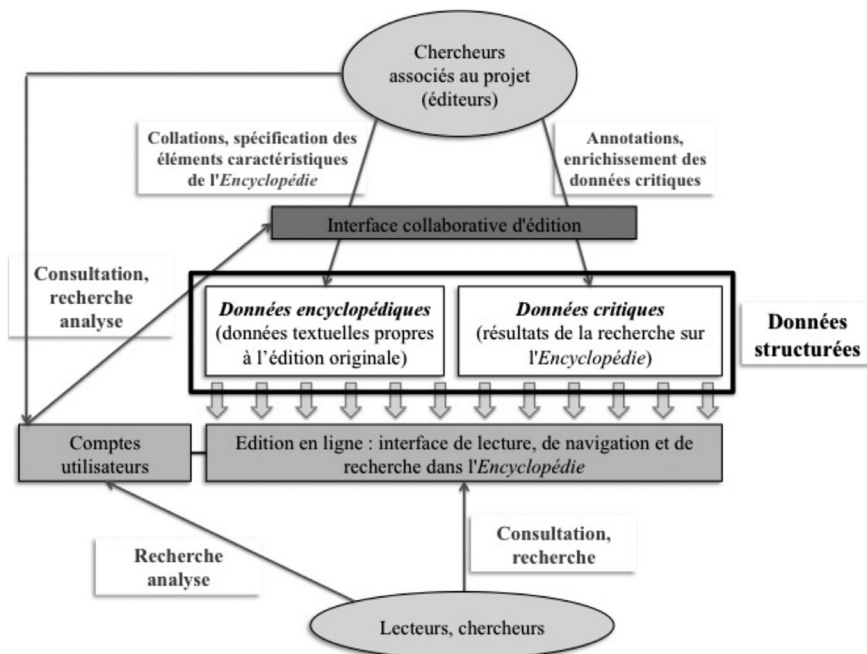 Chercheurs
associés au projet
(éditeurs)
Collations, spécification des
éléments caractéristiques
de l'Encyclopédie
Annotations,
enrichissement des
données critiques
Interface collaborative d'édition
Consultation,
recherche
analyse
Données encyclopédiques
(données textuelles propres
à l’édition originale)
Données critiques
(résultats de la recherche sur
l'Encyclopédie)
Données
structurées
Comptes
utilisateurs
Edition en ligne : interface de lecture, de navigation et de
recherche dans l'Encyclopédie
Recherche
analyse
Consultation,
recherche
Lecteurs, chercheurs